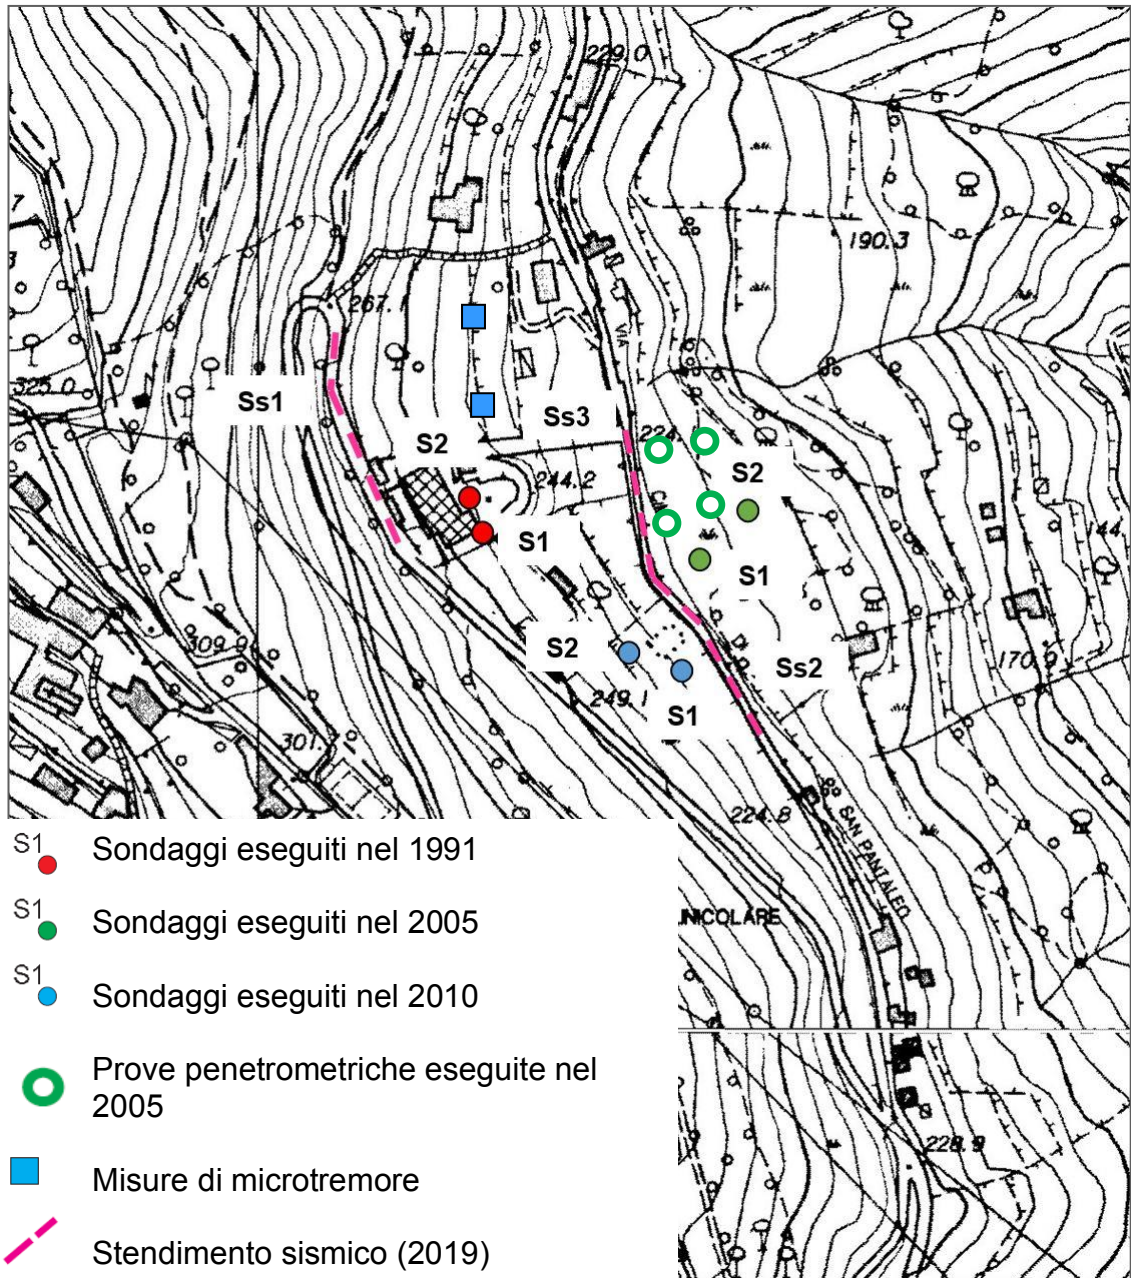 229.0
190.3
267.1
VIA
325.0
Ss1
Ss3
S2
224.
S2
244.2
CA
S1
144
S1
309.9
S2
DI
Ss2
170.9
249.1
S1
301.
224.8
SAN PANTALEO
NICOLARE
228.9
S1
Sondaggi eseguiti nel 1991
S1
Sondaggi eseguiti nel 2005
S1
Sondaggi eseguiti nel 2010
Prove penetrometriche eseguite nel
2005
Misure di microtremore
Stendimento sismico (2019)